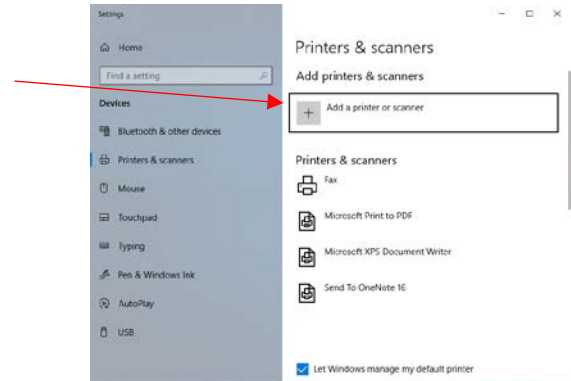 Settings
Home
Find a setting
Devices
Bluetooth & other devices
Printers & scanners
Mouse
Touchpad
Typing
Pen & Windows Ink
AutoPlay
USB
Printers & scanners
Add printers & scanners
Add a printer or scanner
Printers & scanners
Fax
Microsoft Print to PDF
Microsoft XPS Document Writer
Send To OneNote 16
Let Windows manage my default printer